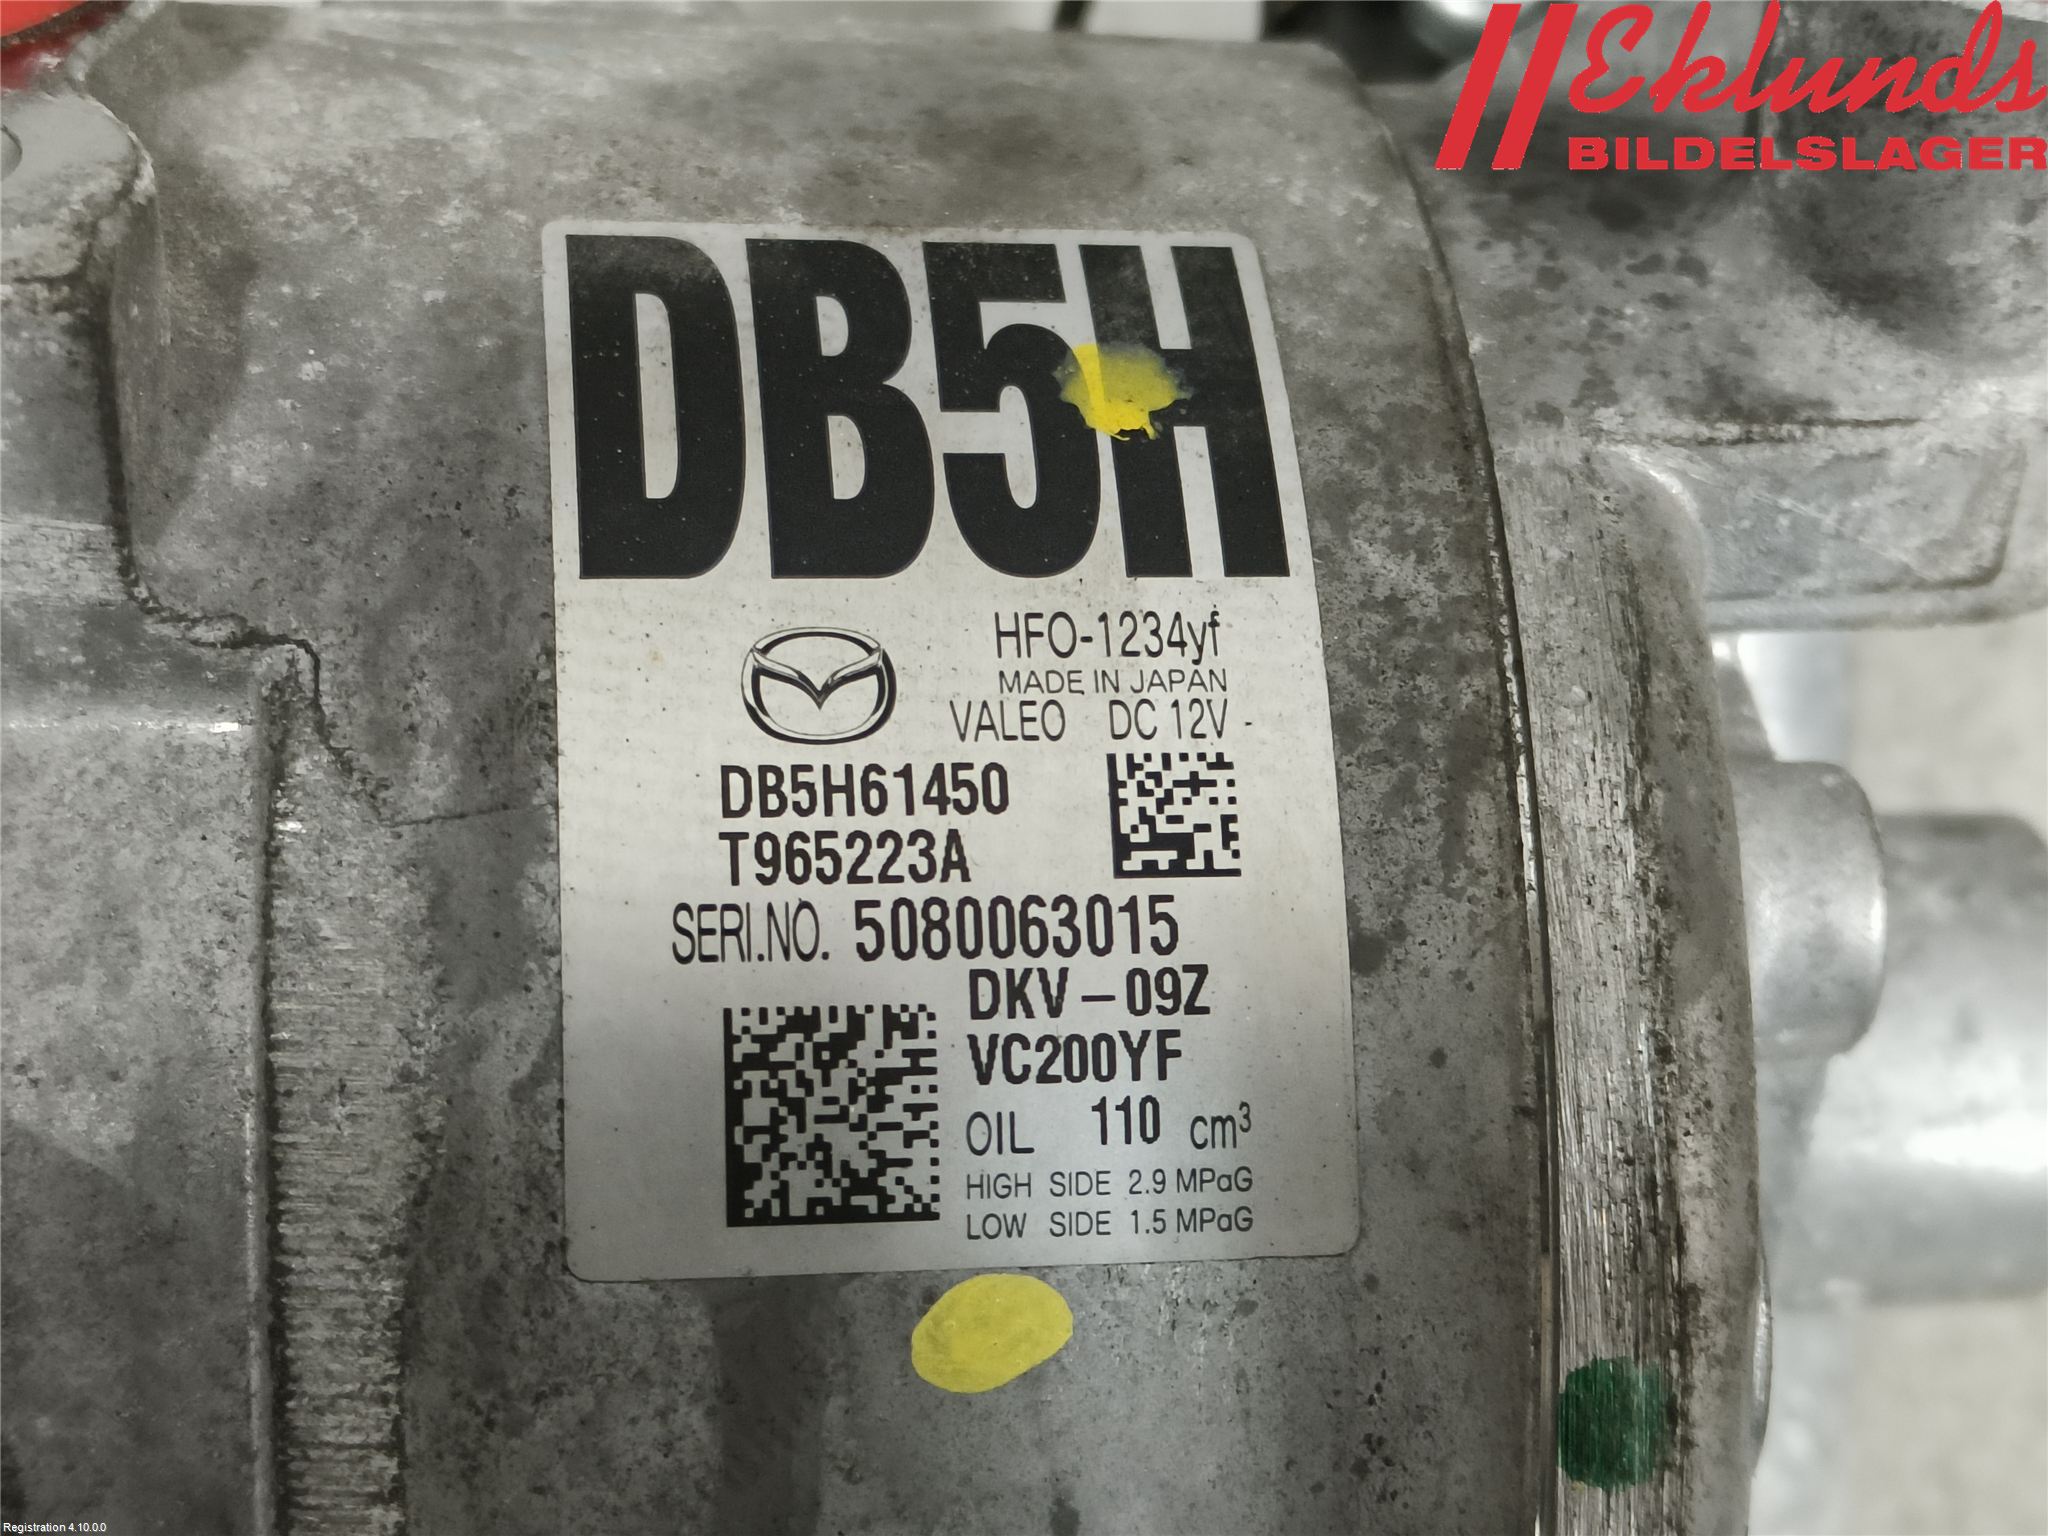 Eklunds
BILDELSLAGER
DB5H
HFO-1234yf
MADE IN JAPAN
VALEO DC 12V
DB5H61450
T965223A
SERI.NO. 5080063015
DKV-09Z
VC200YF
OIL 110 cm³
HIGH SIDE 2.9 MPaG
LOW SIDE 1.5 MPaG
Registration 4.10.0.0